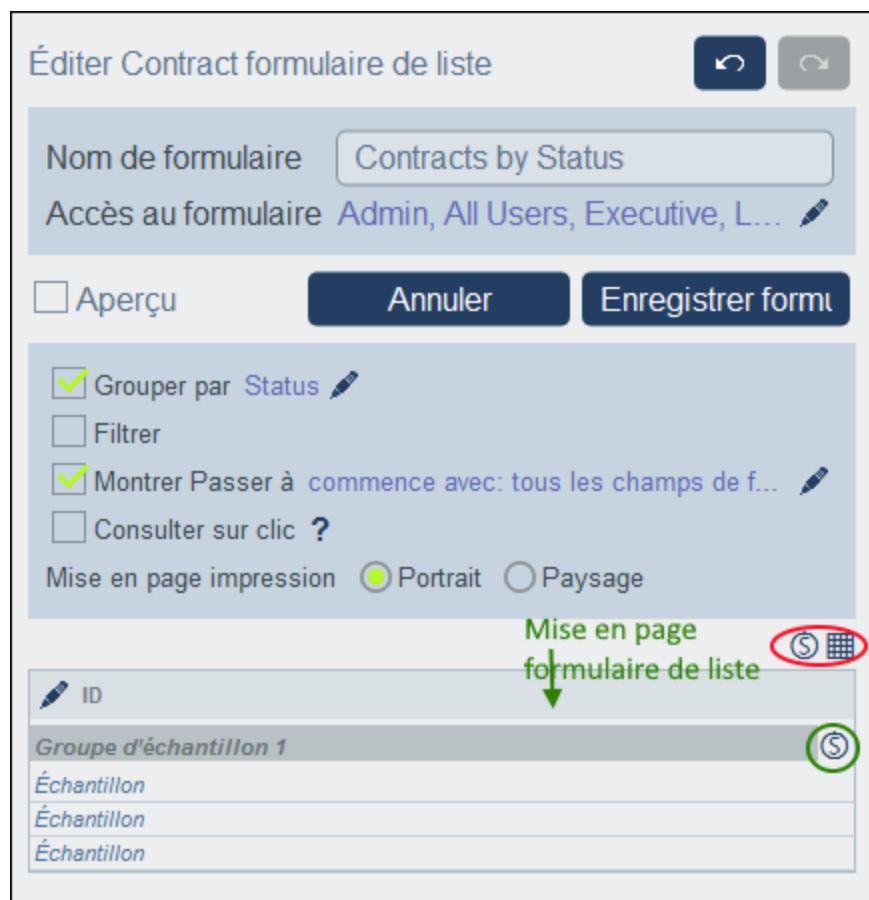 Éditer Contract formulaire de liste
Nom de formulaire Contracts by Status
Accès au formulaire Admin, All Users, Executive, L...
Aperçu Annuler Enregistrer formu
Grouper par Status
Filtrer
Montrer Passer à commence avec: tous les champs de f...
Consulter sur clic ?
Mise en page impression Portrait Paysage
Mise en page
formulaire de liste
ID
Groupe d'échantillon 1
Échantillon
Échantillon
Échantillon